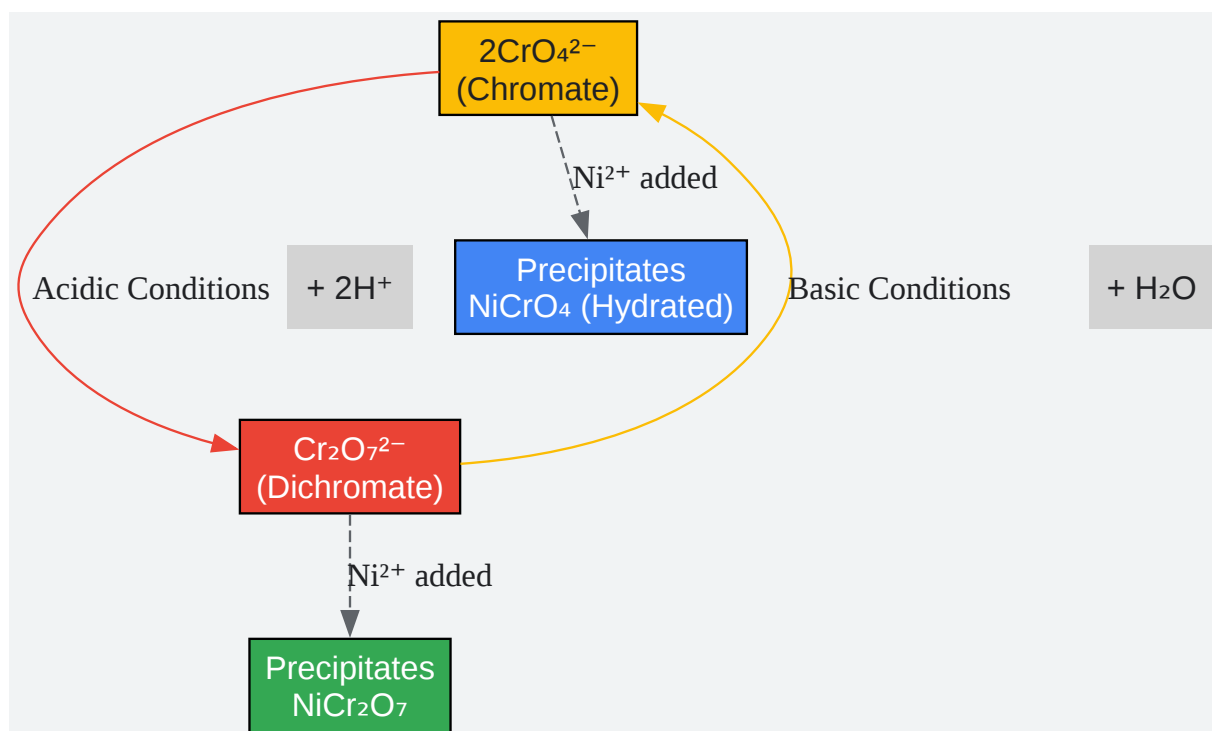 2CrO₄²⁻
(Chromate)
Ni²⁺ added
Acidic Conditions
+ 2H⁺
Precipitates
NiCrO₄ (Hydrated)
Basic Conditions
+ H₂O
Cr₂O₇²⁻
(Dichromate)
Ni²⁺ added
Precipitates
NiCr₂O₇